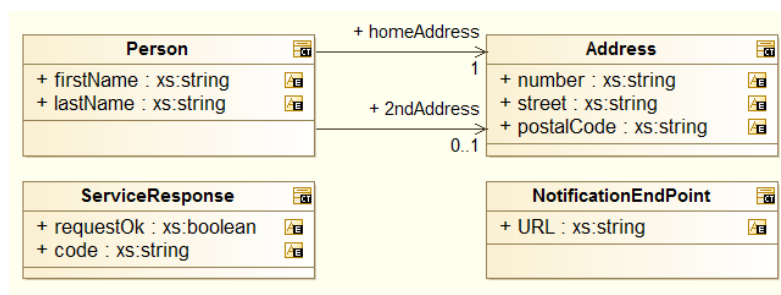 Person
+ firstName : xs:string
+ lastName : xs:string
+ homeAddress
1
+ 2ndAddress
0..1
Address
+ number : xs:string
+ street : xs:string
+ postalCode : xs:string
ServiceResponse
+ requestOk : xs:boolean
+ code : xs:string
NotificationEndPoint
+ URL : xs:string